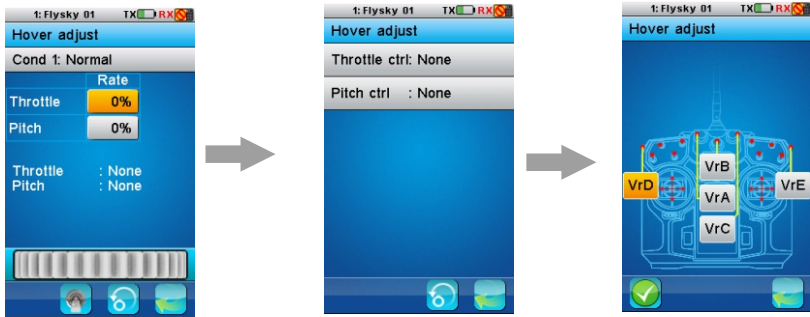 1: Flysky 01 TX RX
Hover adjust
Cond 1: Normal
Rate
Throttle 0%
Pitch 0%
Throttle : None
Pitch : None
1: Flysky 01 TX RX
Hover adjust
Throttle ctrl: None
Pitch ctrl : None
1: Flysky 01 TX RX
Hover adjust
VrB
VrD VrA VrE
VrC